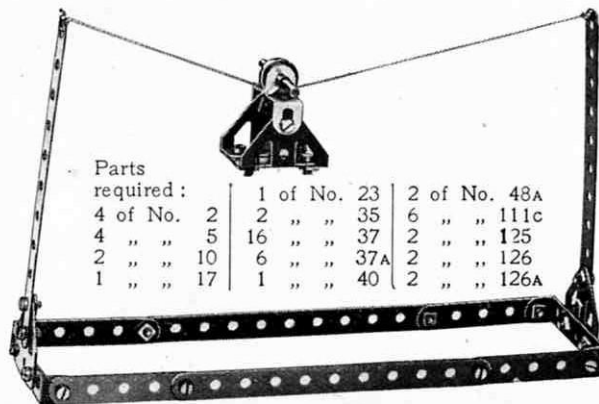 Parts
required :
4 of No. 2
4 „ „ 5
2 „ „ 10
1 „ „ 17
1 of No. 23
2 „ „ 35
16 „ „ 37
6 „ „ 37A
1 „ „ 40
2 of No. 48A
6 „ „ 111C
2 „ „ 125
2 „ „ 126
2 „ „ 126A